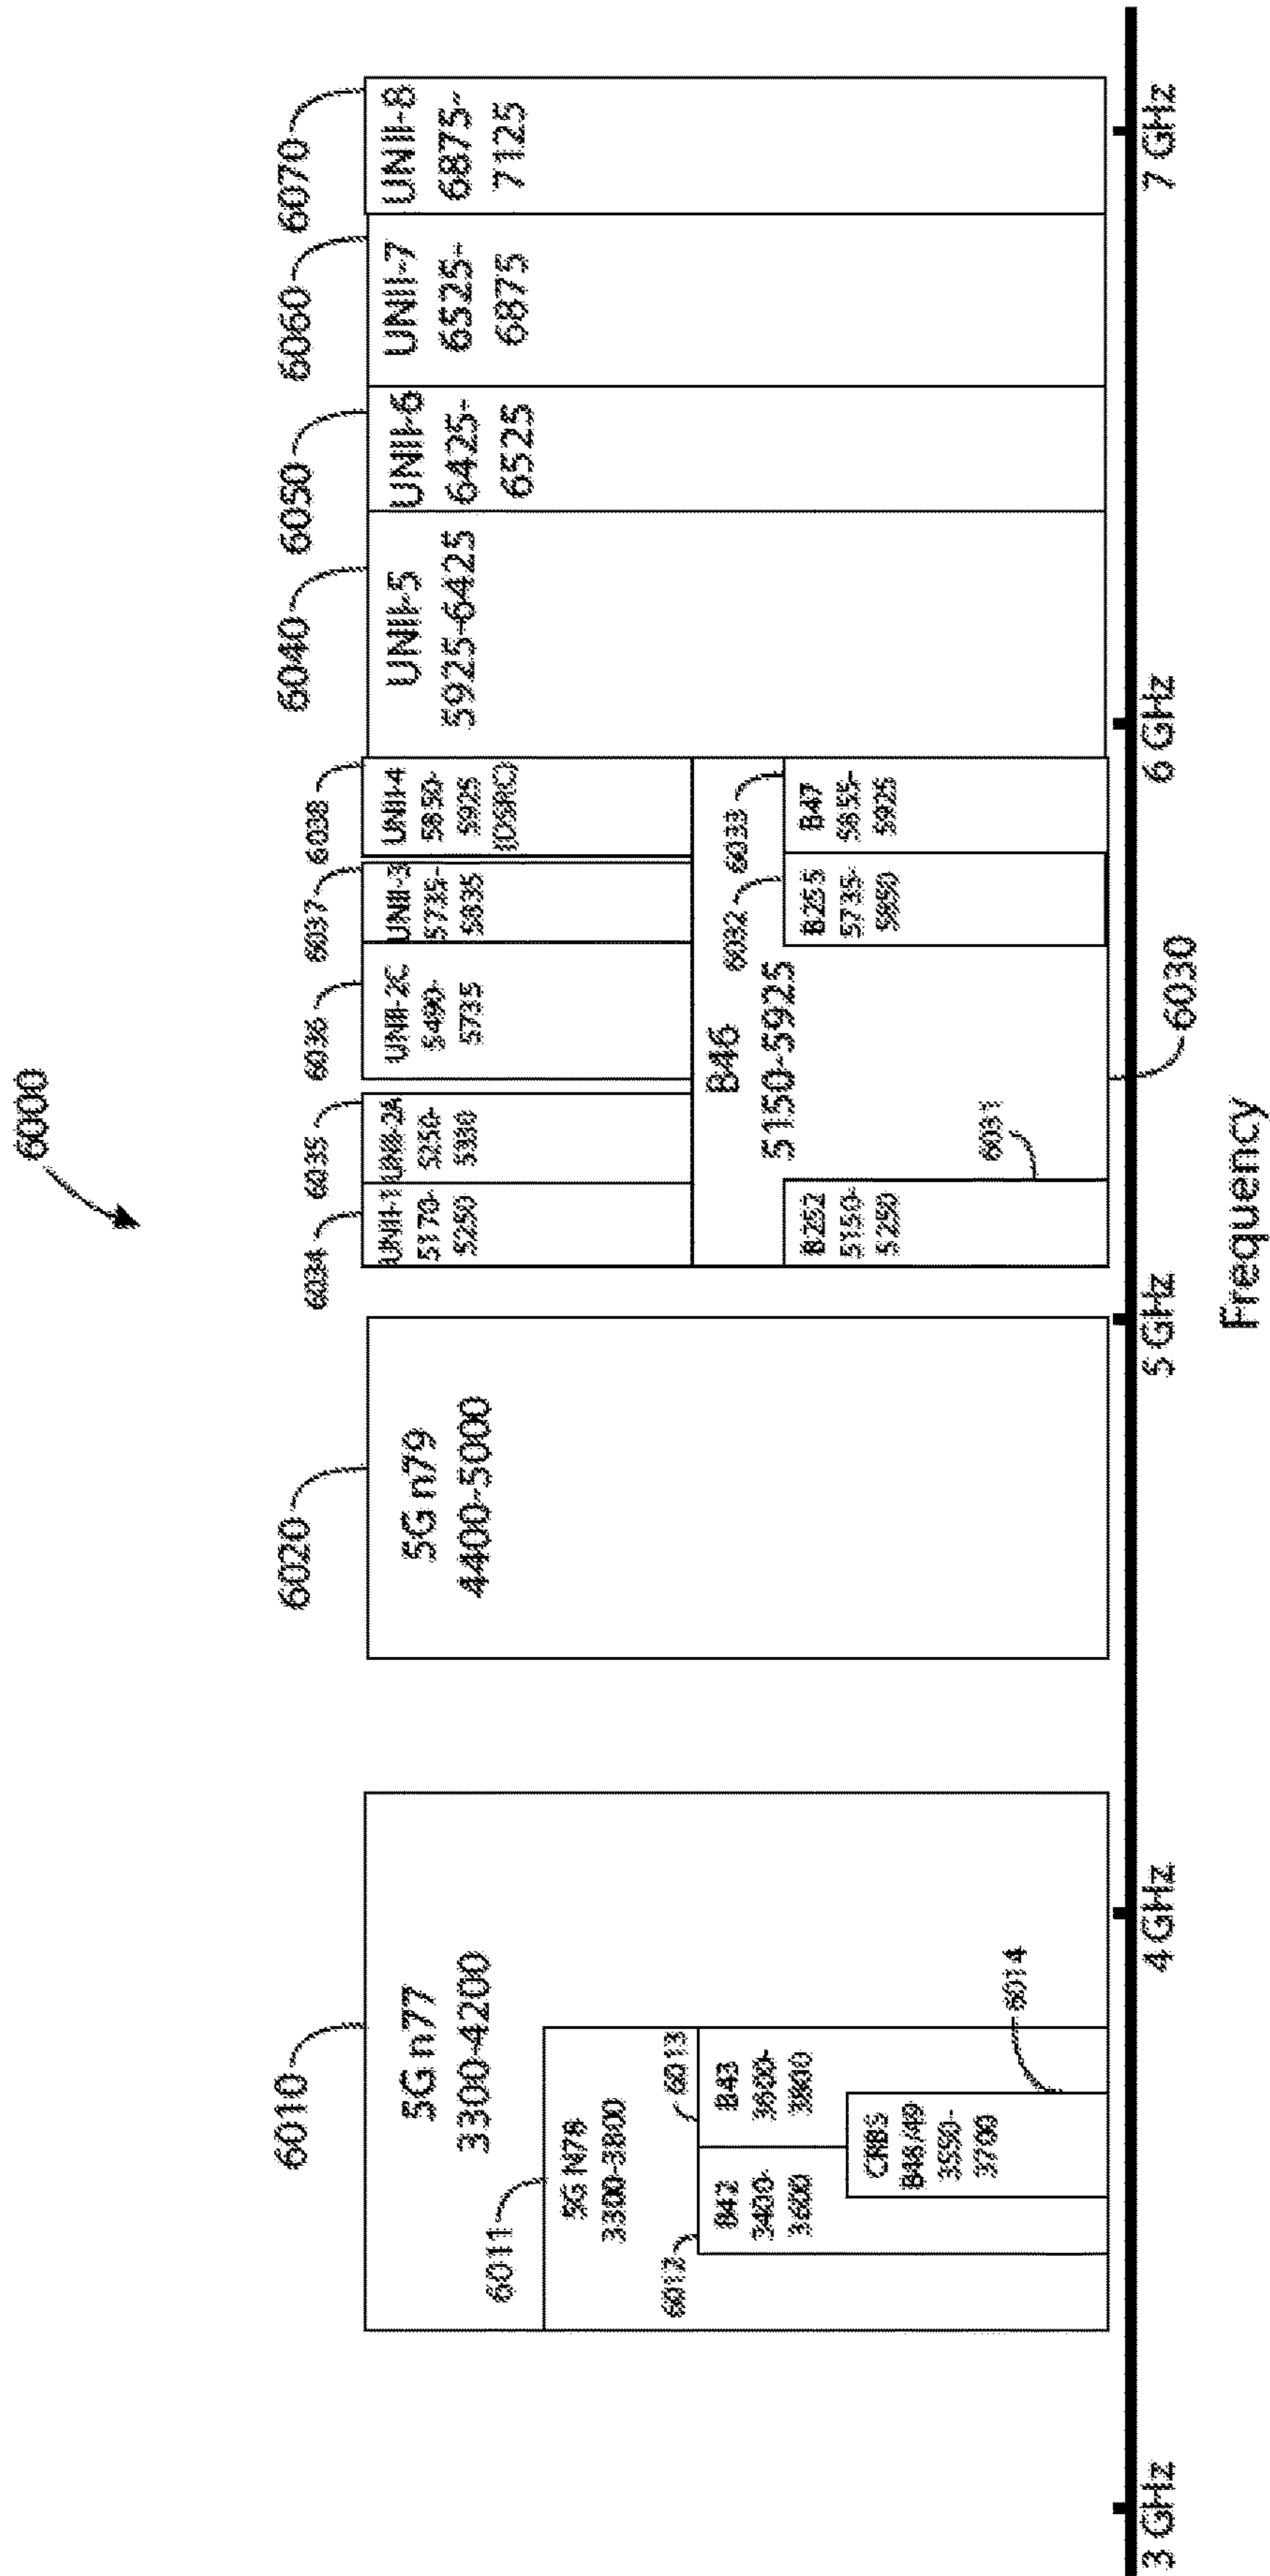 6000
6010
5G n77
3300-4200
6011
5G N78
3300-3800
6012
B42
3400-
3600
6013
B43
3600-
3800
CRBS
B48/49
3550-
3700
6014
6020
5G n79
4400-5000
6034
UNII-1
5170-
5250
6035
UNII-2A
5250-
5330
6036
UNII-2C
5490-
5735
6037
UNII-3
5735-
5835
6038
UNII-4
5850-
5925
(DSRC)
B46
5150-5925
B252
5150-
5250
6031
6032
B255
5735-
5850
6033
B47
5855-
5925
6030
6040
UNII-5
5925-6425
6050
UNII-6
6425-
6525
6060
UNII-7
6525-
6875
6070
UNII-8
6875-
7125
3 GHz
4 GHz
5 GHz
6 GHz
7 GHz
Frequency